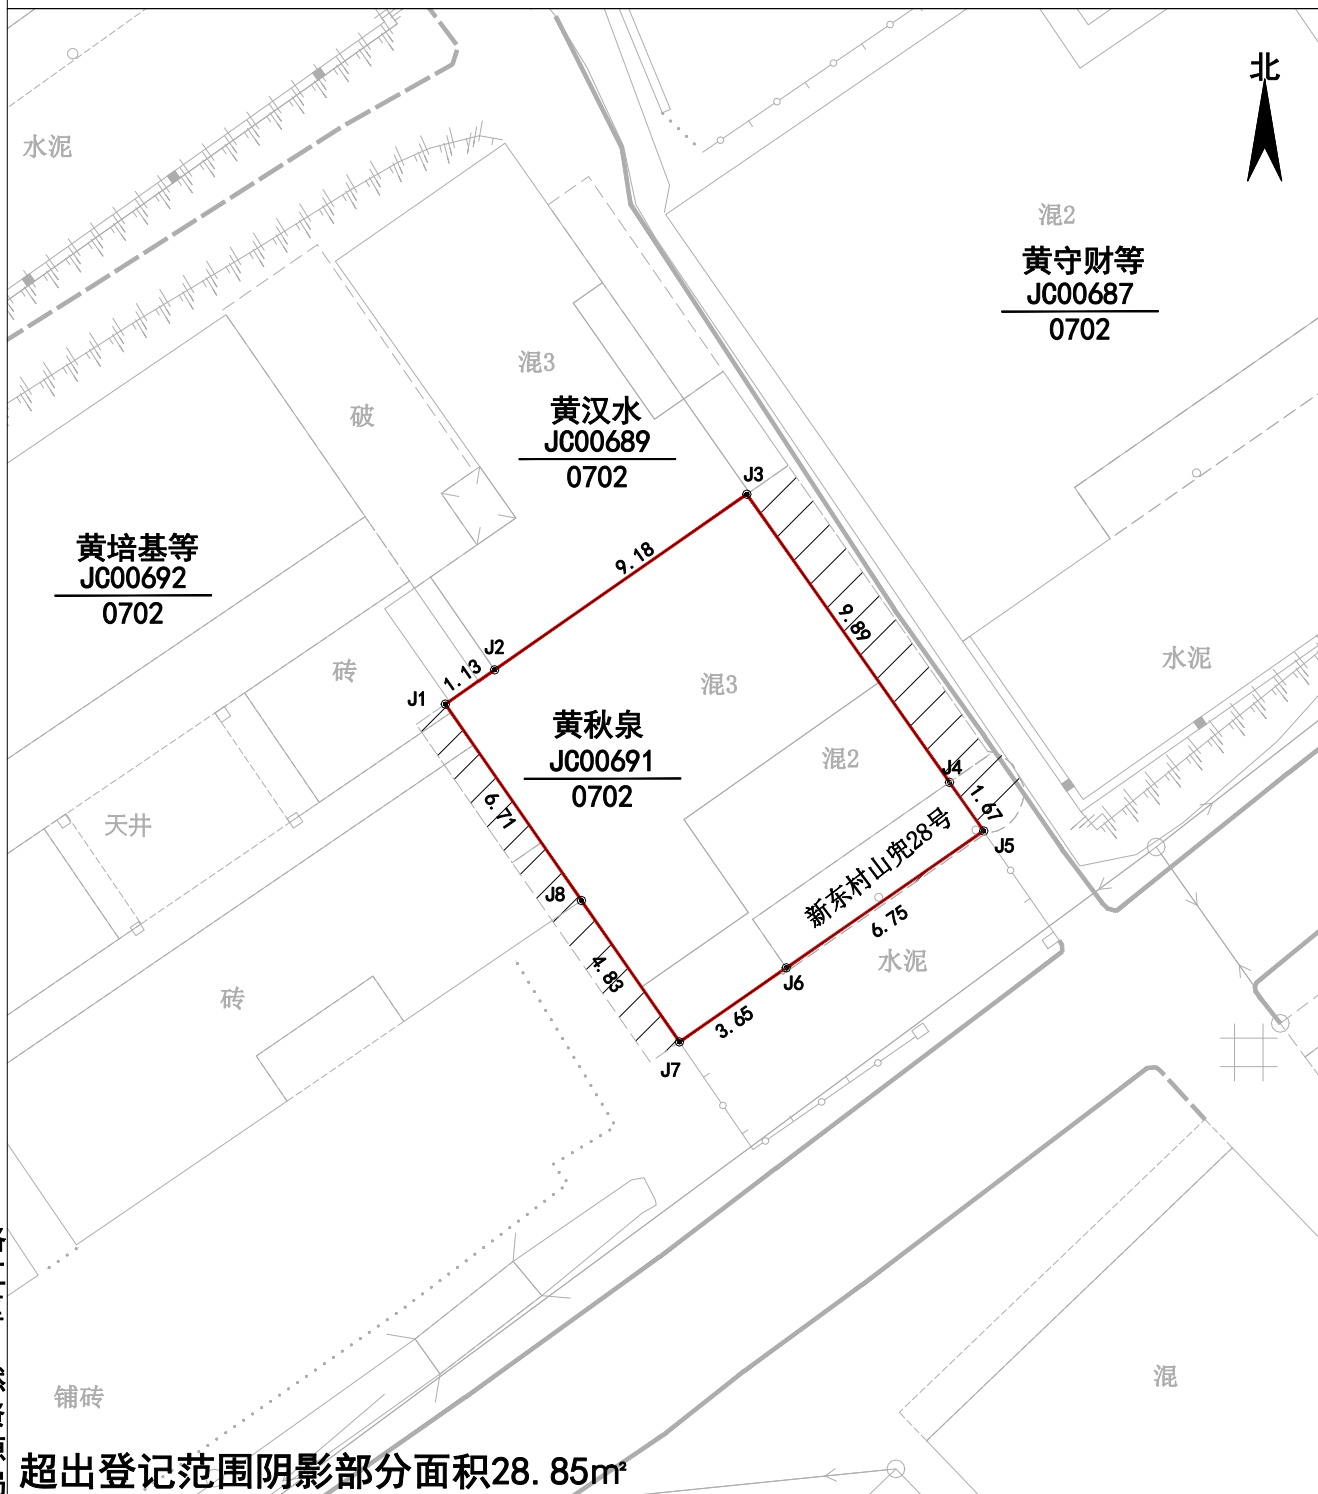 北
水泥
混2
黄守财等
JC00687
0702
混3
破
黄汉水
JC00689
0702
J3
9.18
黄培基等
JC00692
0702
9.89
J2
1.13
砖
水泥
J1
混3
黄秋泉
JC00691
0702
混2
J4
1.67
6.71
天井
新东村山兜28号
J5
J8
6.75
4.83
水泥
J6
砖
3.65
J7
混
铺砖
超出登记范围阴影部分面积28.85㎡